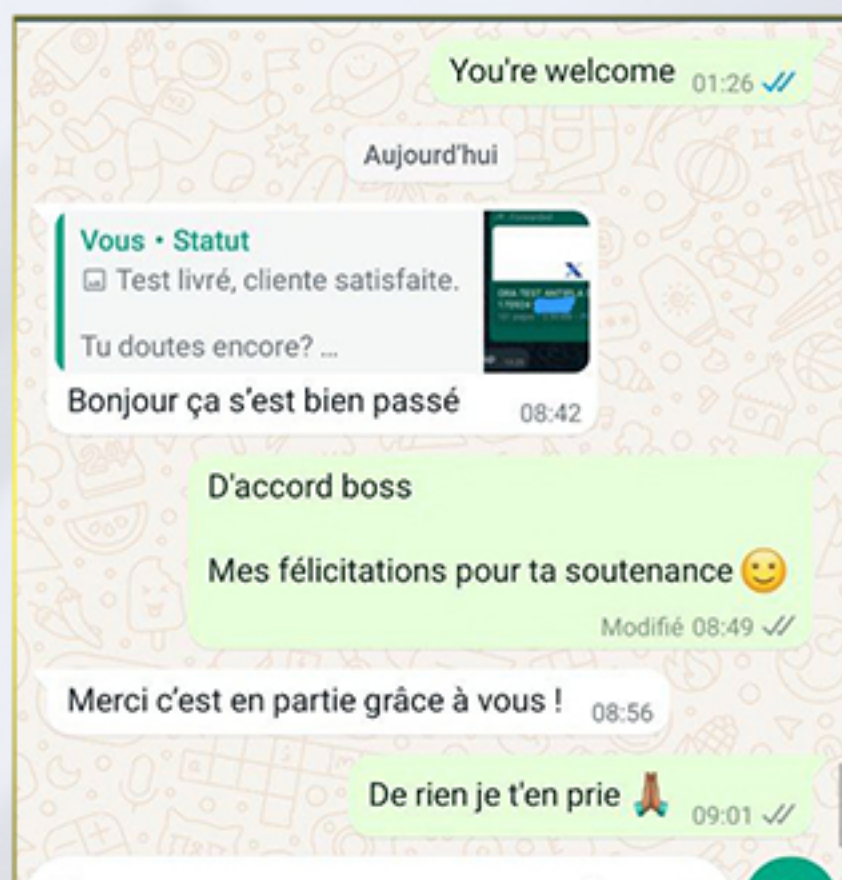 You're welcome 01:26
Aujourd'hui
Vous • Statut
Test livré, cliente satisfaite.
Tu doutes encore? ...
Bonjour ça s'est bien passé 08:42
D'accord boss
Mes félicitations pour ta soutenance 🙂
Modifié 08:49
Merci c'est en partie grâce à vous ! 08:56
De rien je t'en prie 🙏🏾 09:01